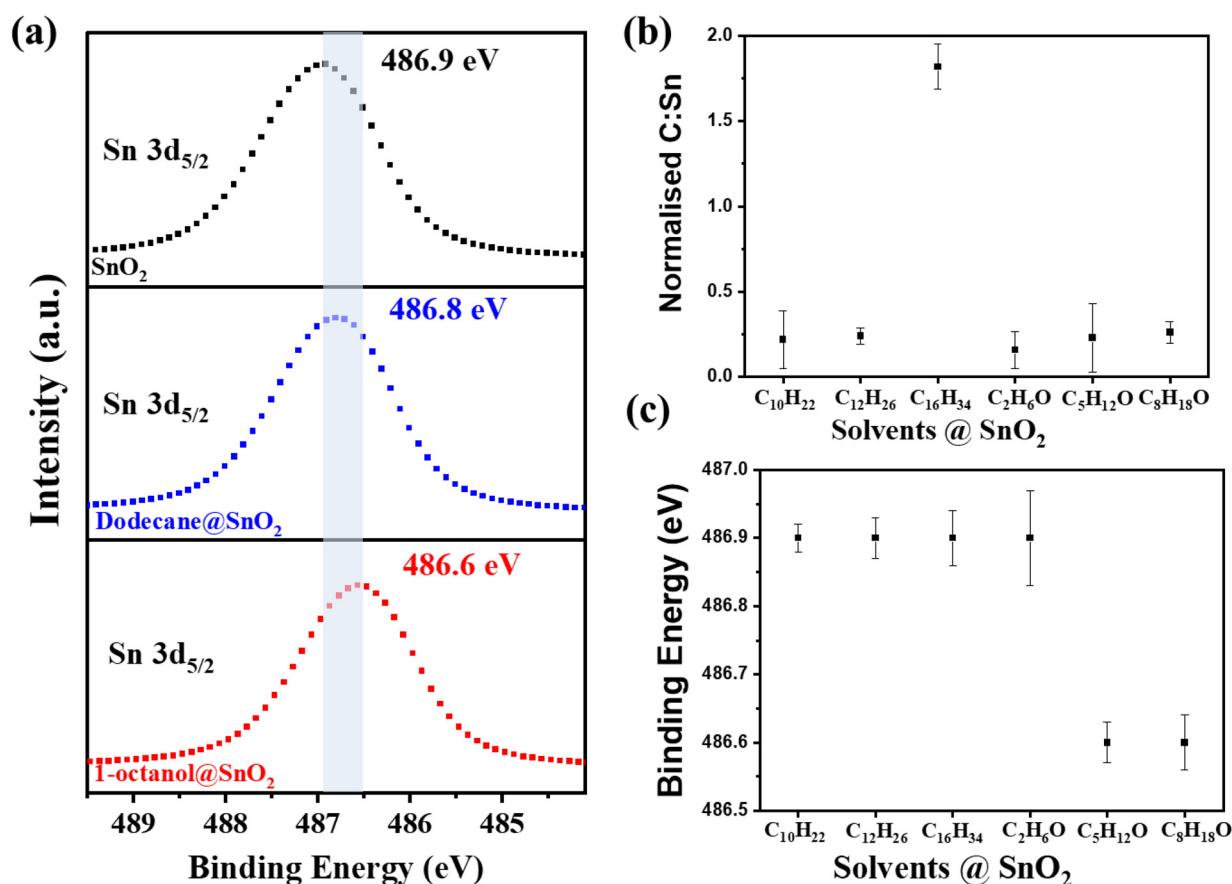 (a)
486.9 eV
Sn 3d5/2
SnO2
486.8 eV
Sn 3d5/2
Dodecane@SnO2
486.6 eV
Sn 3d5/2
1-octanol@SnO2
Intensity (a.u.)
489 488 487 486 485
Binding Energy (eV)
(b)
Normalised C:Sn
2.0
1.5
1.0
0.5
0.0
C10H22 C12H26 C16H34 C2H6O C5H12O C8H18O
Solvents @ SnO2
(c)
Binding Energy (eV)
487.0
486.9
486.8
486.7
486.6
486.5
C10H22 C12H26 C16H34 C2H6O C5H12O C8H18O
Solvents @ SnO2